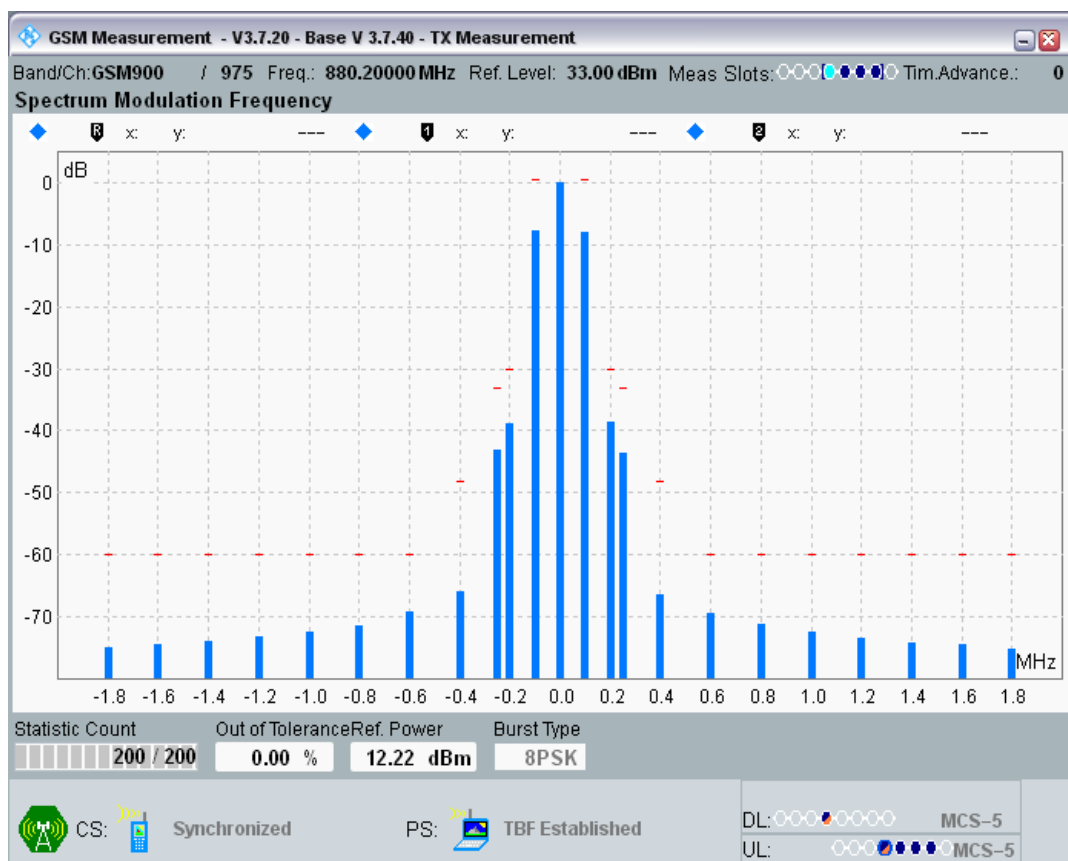 GSM Measurement - V3.7.20 - Base V 3.7.40 - TX Measurement
Band/Ch:GSM900 / 975 Freq.: 880.20000 MHz Ref. Level: 33.00 dBm Meas Slots: Tim.Advance.: 0
Spectrum Modulation Frequency
R x: y: --- 1 x: y: --- 2 x: y: ---
dB
0
-10
-20
-30
-40
-50
-60
-70
MHz
-1.8 -1.6 -1.4 -1.2 -1.0 -0.8 -0.6 -0.4 -0.2 0.0 0.2 0.4 0.6 0.8 1.0 1.2 1.4 1.6 1.8
Statistic Count Out of Tolerance Ref. Power Burst Type
200 / 200 0.00 % 12.22 dBm 8PSK
CS: Synchronized PS: TBF Established
DL: MCS-5
UL: MCS-5